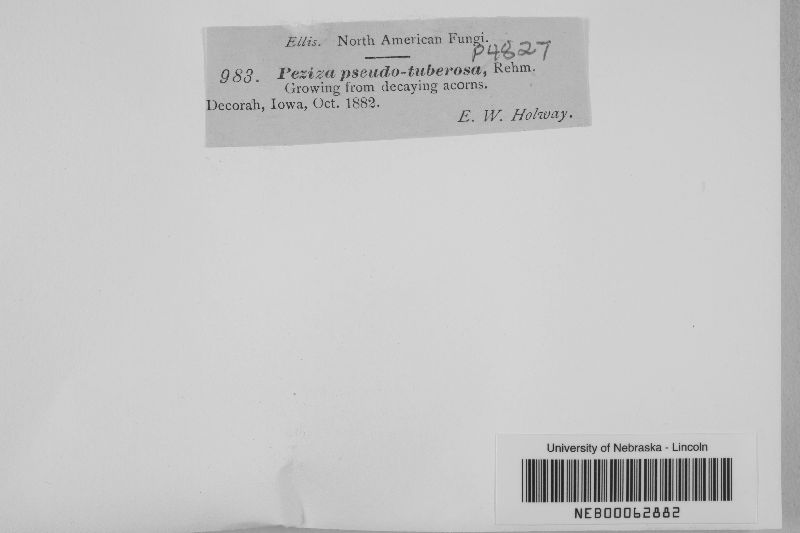 Ellis. North American Fungi.
p4827
983. Peziza pseudo-tuberosa, Rehm.
Growing from decaying acorns.
Decorah, Iowa, Oct. 1882.
E. W. Holway.
University of Nebraska - Lincoln
NEB00062882